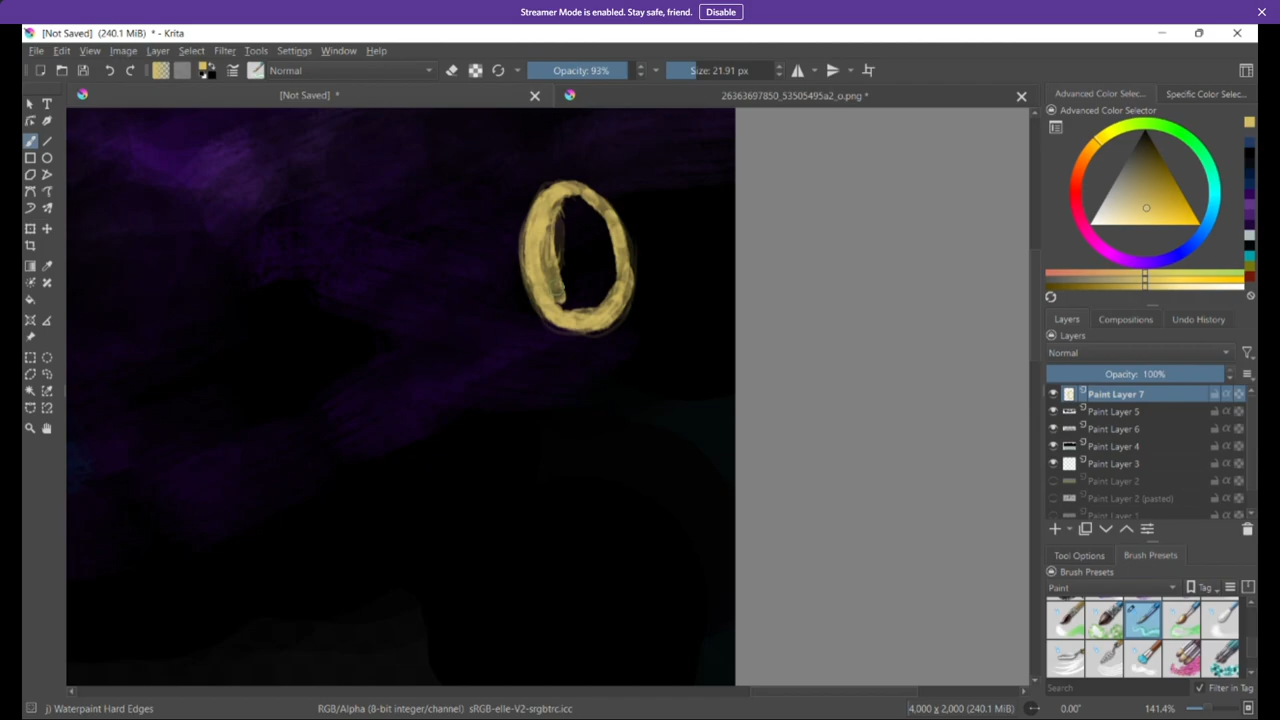 Streamer Mode is enabled. Stay safe, friend. Disable
[Not Saved] (240.1 MiB) * - Krita
File Edit View Image Layer Select Filter Tools Settings Window Help
Normal Opacity: 93% Size: 21.91 px
[Not Saved] * 26363697850_53505495a2_o.png *
Advanced Color Selec... Specific Color Selec...
Advanced Color Selector
Layers Compositions Undo History
Layers
Normal
Opacity: 100%
Paint Layer 7
Paint Layer 5
Paint Layer 6
Paint Layer 4
Paint Layer 3
Paint Layer 2
Paint Layer 2 (pasted)
Paint Layer 1
Tool Options Brush Presets
Brush Presets
Paint Tag
Search Filter in Tag
j) Waterpaint Hard Edges RGB/Alpha (8-bit integer/channel) sRGB-elle-V2-srgbtrc.icc 4,000 x 2,000 (240.1 MiB) 0.00° 141.4%